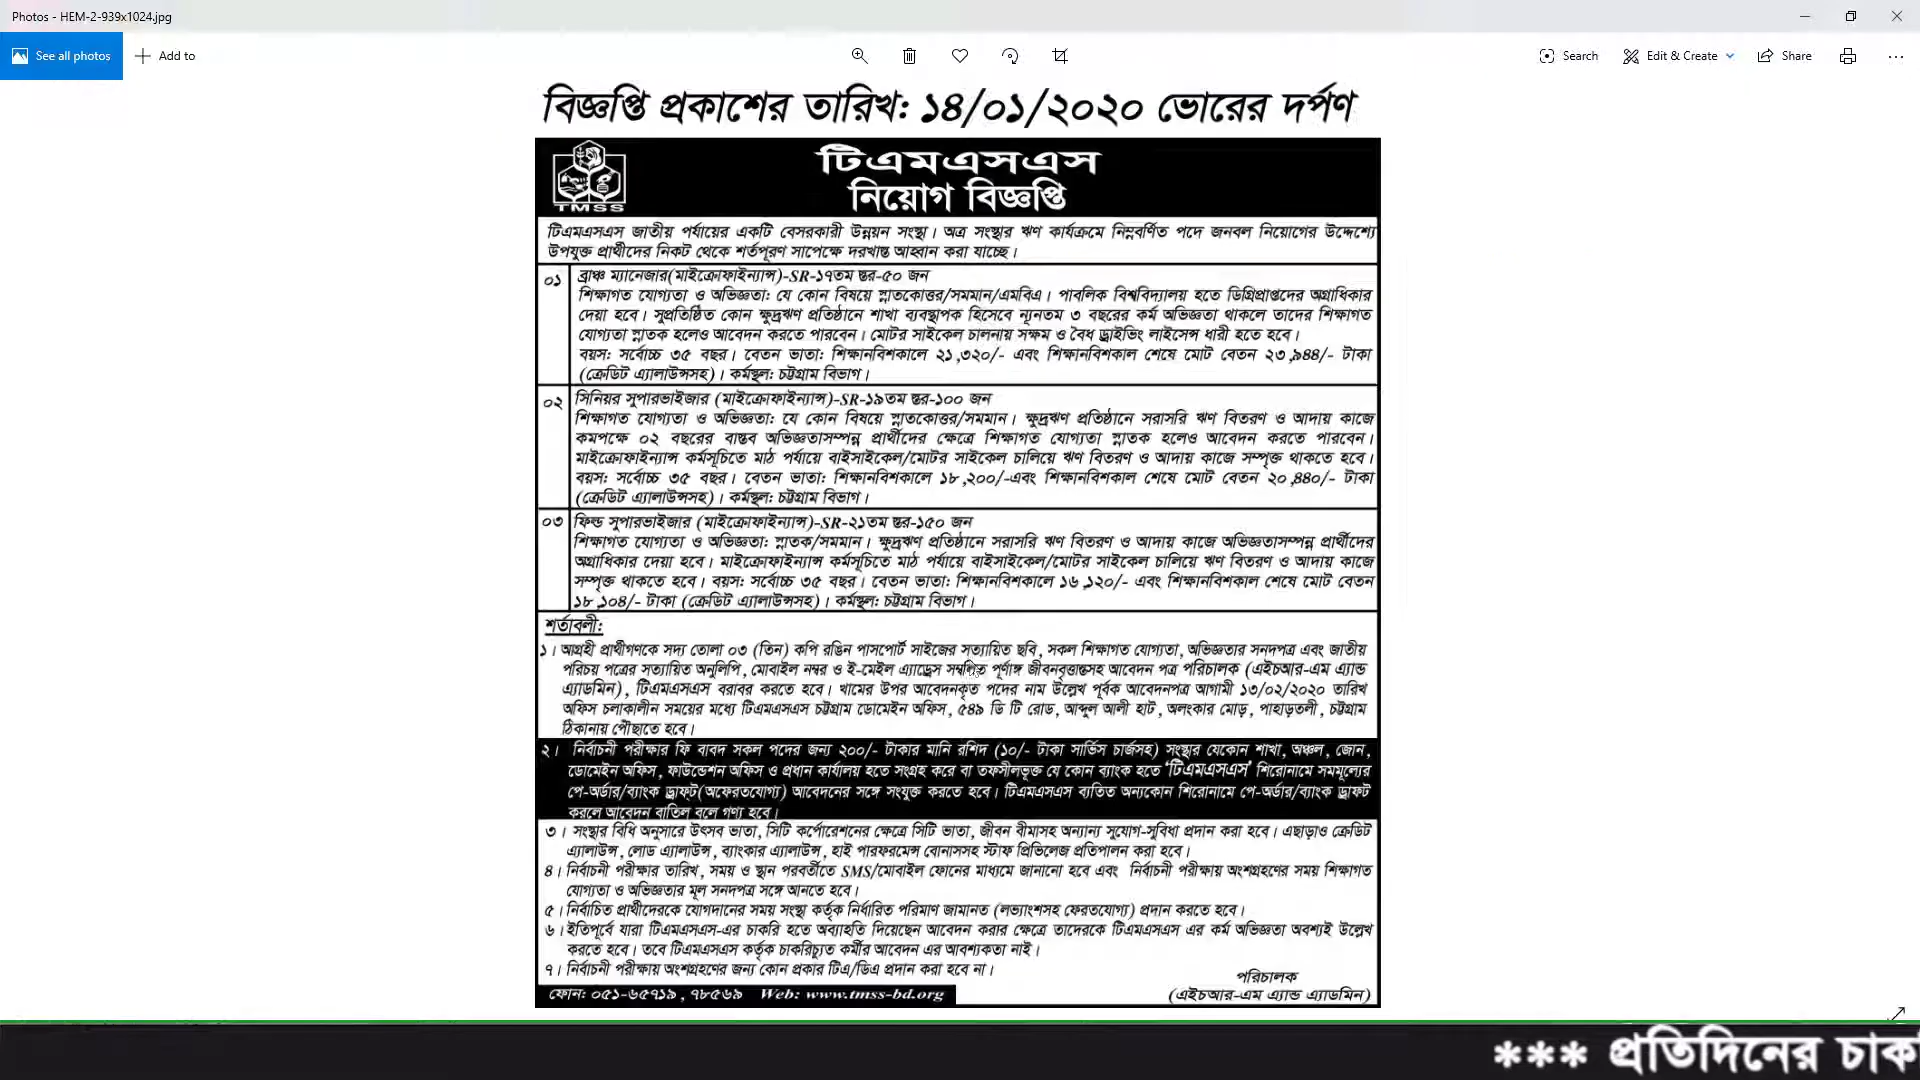 Photos - HEM-2-939x1024.jpg
See all photos
Add to
Search
Edit & Create
Share
বিজ্ঞপ্তি প্রকাশের তারিখ: ১৪/০১/২০২০ ভোরের দর্পণ
TMSS
টিএমএসএস
নিয়োগ বিজ্ঞপ্তি
টিএমএসএস জাতীয় পর্যায়ের একটি বেসরকারী উন্নয়ন সংস্থা। অত্র সংস্থার ঋণ কার্যক্রমে নিম্নবর্ণিত পদে জনবল নিয়োগের উদ্দেশ্যে
উপযুক্ত প্রার্থীদের নিকট থেকে শর্তপূরণ সাপেক্ষে দরখাস্ত আহ্বান করা যাচ্ছে।
০১ ব্রাঞ্চ ম্যানেজার(মাইক্রোফাইন্যান্স)-SR-১৭তম স্তর-৫০ জন
শিক্ষাগত যোগ্যতা ও অভিজ্ঞতা: যে কোন বিষয়ে স্নাতকোত্তর/সমমান/এমবিএ। পাবলিক বিশ্ববিদ্যালয় হতে ডিগ্রিপ্রাপ্তদের অগ্রাধিকার
দেয়া হবে। সুপ্রতিষ্ঠিত কোন ক্ষুদ্রঋণ প্রতিষ্ঠানে শাখা ব্যবস্থাপক হিসেবে ন্যূনতম ৩ বছরের কর্ম অভিজ্ঞতা থাকলে তাদের শিক্ষাগত
যোগ্যতা স্নাতক হলেও আবেদন করতে পারবেন। মোটর সাইকেল চালনায় সক্ষম ও বৈধ ড্রাইভিং লাইসেন্স ধারী হতে হবে।
বয়স: সর্বোচ্চ ৩৫ বছর। বেতন ভাতা: শিক্ষানবিশকালে ২১,৩২০/- এবং শিক্ষানবিশকাল শেষে মোট বেতন ২৩,৯৪৪/- টাকা
(ক্রেডিট এ্যালাউন্সসহ)। কর্মস্থল: চট্টগ্রাম বিভাগ।
০২ সিনিয়র সুপারভাইজার (মাইক্রোফাইন্যান্স)-SR-১৯তম স্তর-১০০ জন
শিক্ষাগত যোগ্যতা ও অভিজ্ঞতা: যে কোন বিষয়ে স্নাতকোত্তর/সমমান। ক্ষুদ্রঋণ প্রতিষ্ঠানে সরাসরি ঋণ বিতরণ ও আদায় কাজে
কমপক্ষে ০২ বছরের বাস্তব অভিজ্ঞতাসম্পন্ন প্রার্থীদের ক্ষেত্রে শিক্ষাগত যোগ্যতা স্নাতক হলেও আবেদন করতে পারবেন।
মাইক্রোফাইন্যান্স কর্মসূচিতে মাঠ পর্যায়ে বাইসাইকেল/মোটর সাইকেল চালিয়ে ঋণ বিতরণ ও আদায় কাজে সম্পৃক্ত থাকতে হবে।
বয়স: সর্বোচ্চ ৩৫ বছর। বেতন ভাতা: শিক্ষানবিশকালে ১৮,২০০/-এবং শিক্ষানবিশকাল শেষে মোট বেতন ২০,৪৪০/- টাকা
(ক্রেডিট এ্যালাউন্সসহ)। কর্মস্থল: চট্টগ্রাম বিভাগ।
০৩ ফিল্ড সুপারভাইজার (মাইক্রোফাইন্যান্স)-SR-২১তম স্তর-১৫০ জন
শিক্ষাগত যোগ্যতা ও অভিজ্ঞতা: স্নাতক/সমমান। ক্ষুদ্রঋণ প্রতিষ্ঠানে সরাসরি ঋণ বিতরণ ও আদায় কাজে অভিজ্ঞতাসম্পন্ন প্রার্থীদের
অগ্রাধিকার দেয়া হবে। মাইক্রোফাইন্যান্স কর্মসূচিতে মাঠ পর্যায়ে বাইসাইকেল/মোটর সাইকেল চালিয়ে ঋণ বিতরণ ও আদায় কাজে
সম্পৃক্ত থাকতে হবে। বয়স: সর্বোচ্চ ৩৫ বছর। বেতন ভাতা: শিক্ষানবিশকালে ১৬,১২০/- এবং শিক্ষানবিশকাল শেষে মোট বেতন
১৮,১০৪/- টাকা (ক্রেডিট এ্যালাউন্সসহ)। কর্মস্থল: চট্টগ্রাম বিভাগ।
শর্তাবলী:
১। আগ্রহী প্রার্থীগণকে সদ্য তোলা ০৩ (তিন) কপি রঙিন পাসপোর্ট সাইজের সত্যায়িত ছবি, সকল শিক্ষাগত যোগ্যতা, অভিজ্ঞতার সনদপত্র এবং জাতীয়
পরিচয় পত্রের সত্যায়িত অনুলিপি, মোবাইল নম্বর ও ই-মেইল এ্যাড্রেস সম্বলিত পূর্ণাঙ্গ জীবনবৃত্তান্তসহ আবেদন পত্র পরিচালক (এইচআর-এম এ্যান্ড
এ্যাডমিন), টিএমএসএস বরাবর করতে হবে। খামের উপর আবেদনকৃত পদের নাম উল্লেখ পূর্বক আবেদনপত্র আগামী ১৩/০২/২০২০ তারিখ
অফিস চলাকালীন সময়ের মধ্যে টিএমএসএস চট্টগ্রাম ডোমেইন অফিস, ৫৪৯ ডি টি রোড, আব্দুল আলী হাট, অলংকার মোড়, পাহাড়তলী, চট্টগ্রাম
ঠিকানায় পৌছাতে হবে।
২। নির্বাচনী পরীক্ষার ফি বাবদ সকল পদের জন্য ২০০/- টাকার মানি রশিদ (১০/- টাকা সার্ভিস চার্জসহ) সংস্থার যেকোন শাখা, অঞ্চল, জোন,
ডোমেইন অফিস, ফাউন্ডেশন অফিস ও প্রধান কার্যালয় হতে সংগ্রহ করে বা তফসীলভূক্ত যে কোন ব্যাংক হতে ‘টিএমএসএস’ শিরোনামে সমমূল্যের
পে-অর্ডার/ব্যাংক ড্রাফ্ট(অফেরতযোগ্য) আবেদনের সঙ্গে সংযুক্ত করতে হবে। টিএমএসএস ব্যতিত অন্যকোন শিরোনামে পে-অর্ডার/ব্যাংক ড্রাফট
করলে আবেদন বাতিল বলে গণ্য হবে।
৩। সংস্থার বিধি অনুসারে উৎসব ভাতা, সিটি কর্পোরেশনের ক্ষেত্রে সিটি ভাতা, জীবন বীমাসহ অন্যান্য সুযোগ-সুবিধা প্রদান করা হবে। এছাড়াও ক্রেডিট
এ্যালাউন্স, লোড এ্যালাউন্স, ব্যাংকার এ্যালাউন্স, হাই পারফরমেন্স বোনাসসহ স্টাফ প্রিভিলেজ প্রতিপালন করা হবে।
৪। নির্বাচনী পরীক্ষার তারিখ, সময় ও স্থান পরবর্তীতে SMS/মোবাইল ফোনের মাধ্যমে জানানো হবে এবং নির্বাচনী পরীক্ষায় অংশগ্রহণের সময় শিক্ষাগত
যোগ্যতা ও অভিজ্ঞতার মূল সনদপত্র সঙ্গে আনতে হবে।
৫। নির্বাচিত প্রার্থীদেরকে যোগদানের সময় সংস্থা কর্তৃক নির্ধারিত পরিমাণ জামানত (লভ্যাংশসহ ফেরতযোগ্য) প্রদান করতে হবে।
৬। ইতিপূর্বে যারা টিএমএসএস-এর চাকরি হতে অব্যাহতি দিয়েছেন আবেদন করার ক্ষেত্রে তাদেরকে টিএমএসএস এর কর্ম অভিজ্ঞতা অবশ্যই উল্লেখ
করতে হবে। তবে টিএমএসএস কর্তৃক চাকরিচ্যুত কর্মীর আবেদন এর আবশ্যকতা নাই।
৭। নির্বাচনী পরীক্ষায় অংশগ্রহণের জন্য কোন প্রকার টিএ/ডিএ প্রদান করা হবে না।
পরিচালক
(এইচআর-এম এ্যান্ড এ্যাডমিন)
ফোন: ০৫১-৬৫৭১৯, ৭৮৫৬৯ Web: www.tmss-bd.org
*** প্রতিদিনের চাক